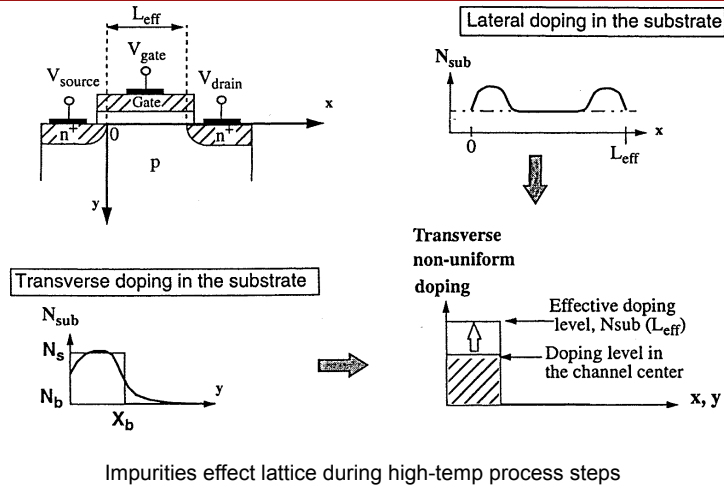 L_eff
V_gate
V_source
V_drain
Gate
x
n+
0
n+
p
y
Lateral doping in the substrate
N_sub
0
L_eff
x
Transverse doping in the substrate
N_sub
N_s
N_b
X_b
y
Transverse
non-uniform
doping
Effective doping
level, Nsub (L_eff)
Doping level in
the channel center
x, y
Impurities effect lattice during high-temp process steps